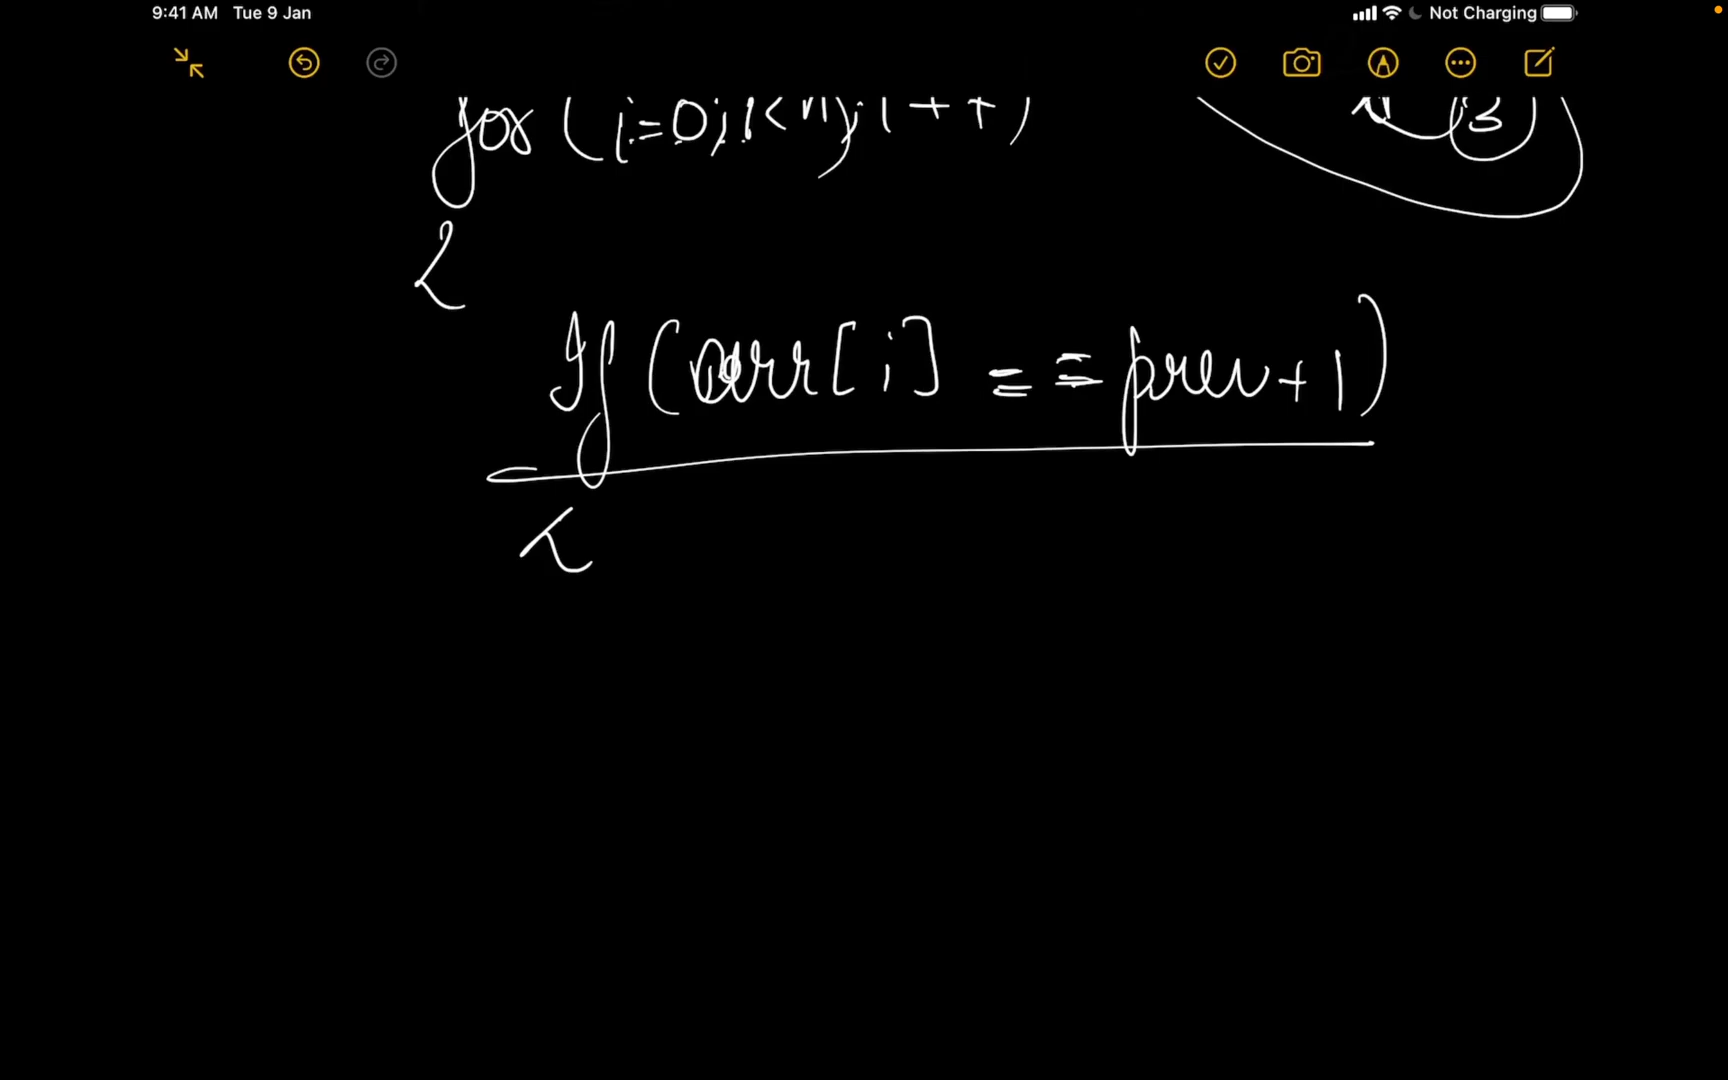 9:41 AM Tue 9 Jan Not Charging
for (i=0;i<n;i++)
{
If (arr[i] == prev+1)
{